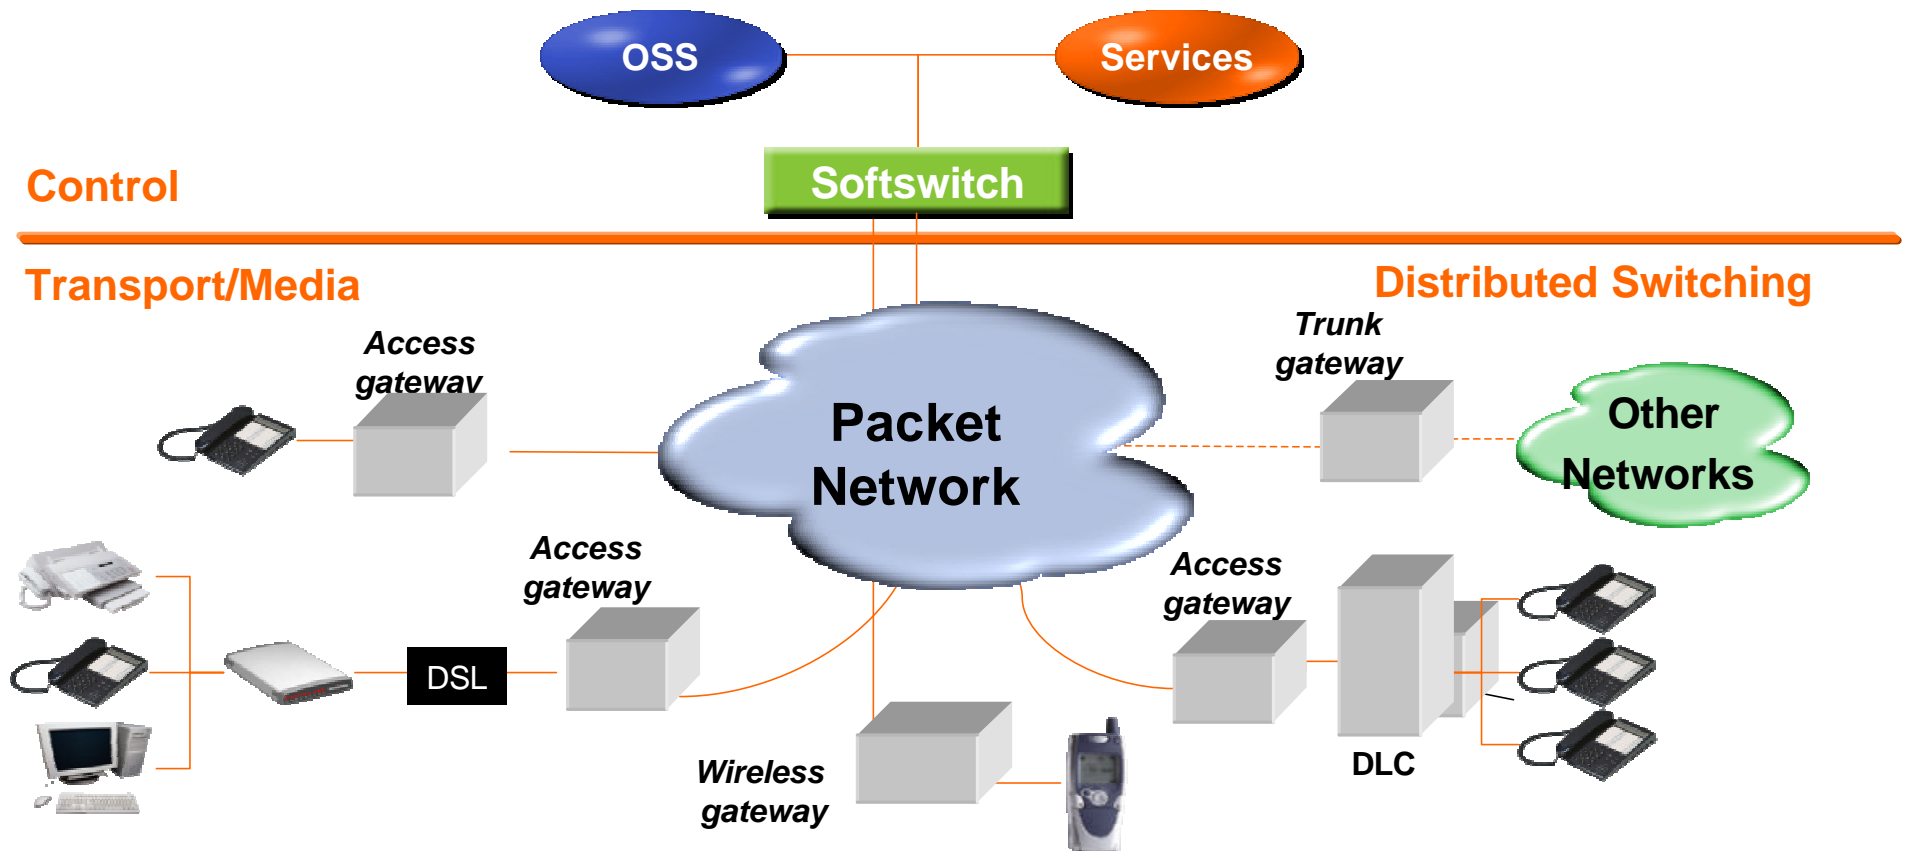 OSS
Services
Softswitch
Control
Transport/Media
Distributed Switching
Access
gateway
Trunk
gateway
Packet
Network
Other
Networks
Access
gateway
Access
gateway
DSL
Wireless
gateway
DLC